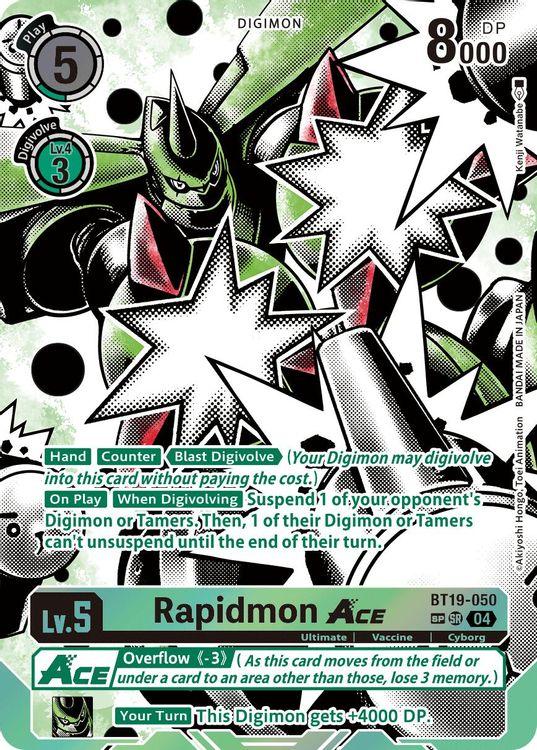 DIGIMON
Play
5
DP
8000
Digivolve
Lv.4
3
Kenji Watanabe
Hand Counter Blast Digivolve (Your Digimon may digivolve
into this card without paying the cost.)
On Play When Digivolving Suspend 1 of your opponent's
Digimon or Tamers. Then, 1 of their Digimon or Tamers
can't unsuspend until the end of their turn.
©Akiyoshi Hongo, Toei Animation BANDAI MADE IN JAPAN
Lv.5
Rapidmon ACE
BT19-050
SP SR 04
Ultimate | Vaccine | Cyborg
ACE
Overflow 《-3》 ( As this card moves from the field or
under a card to an area other than those, lose 3 memory.)
Your Turn This Digimon gets +4000 DP.